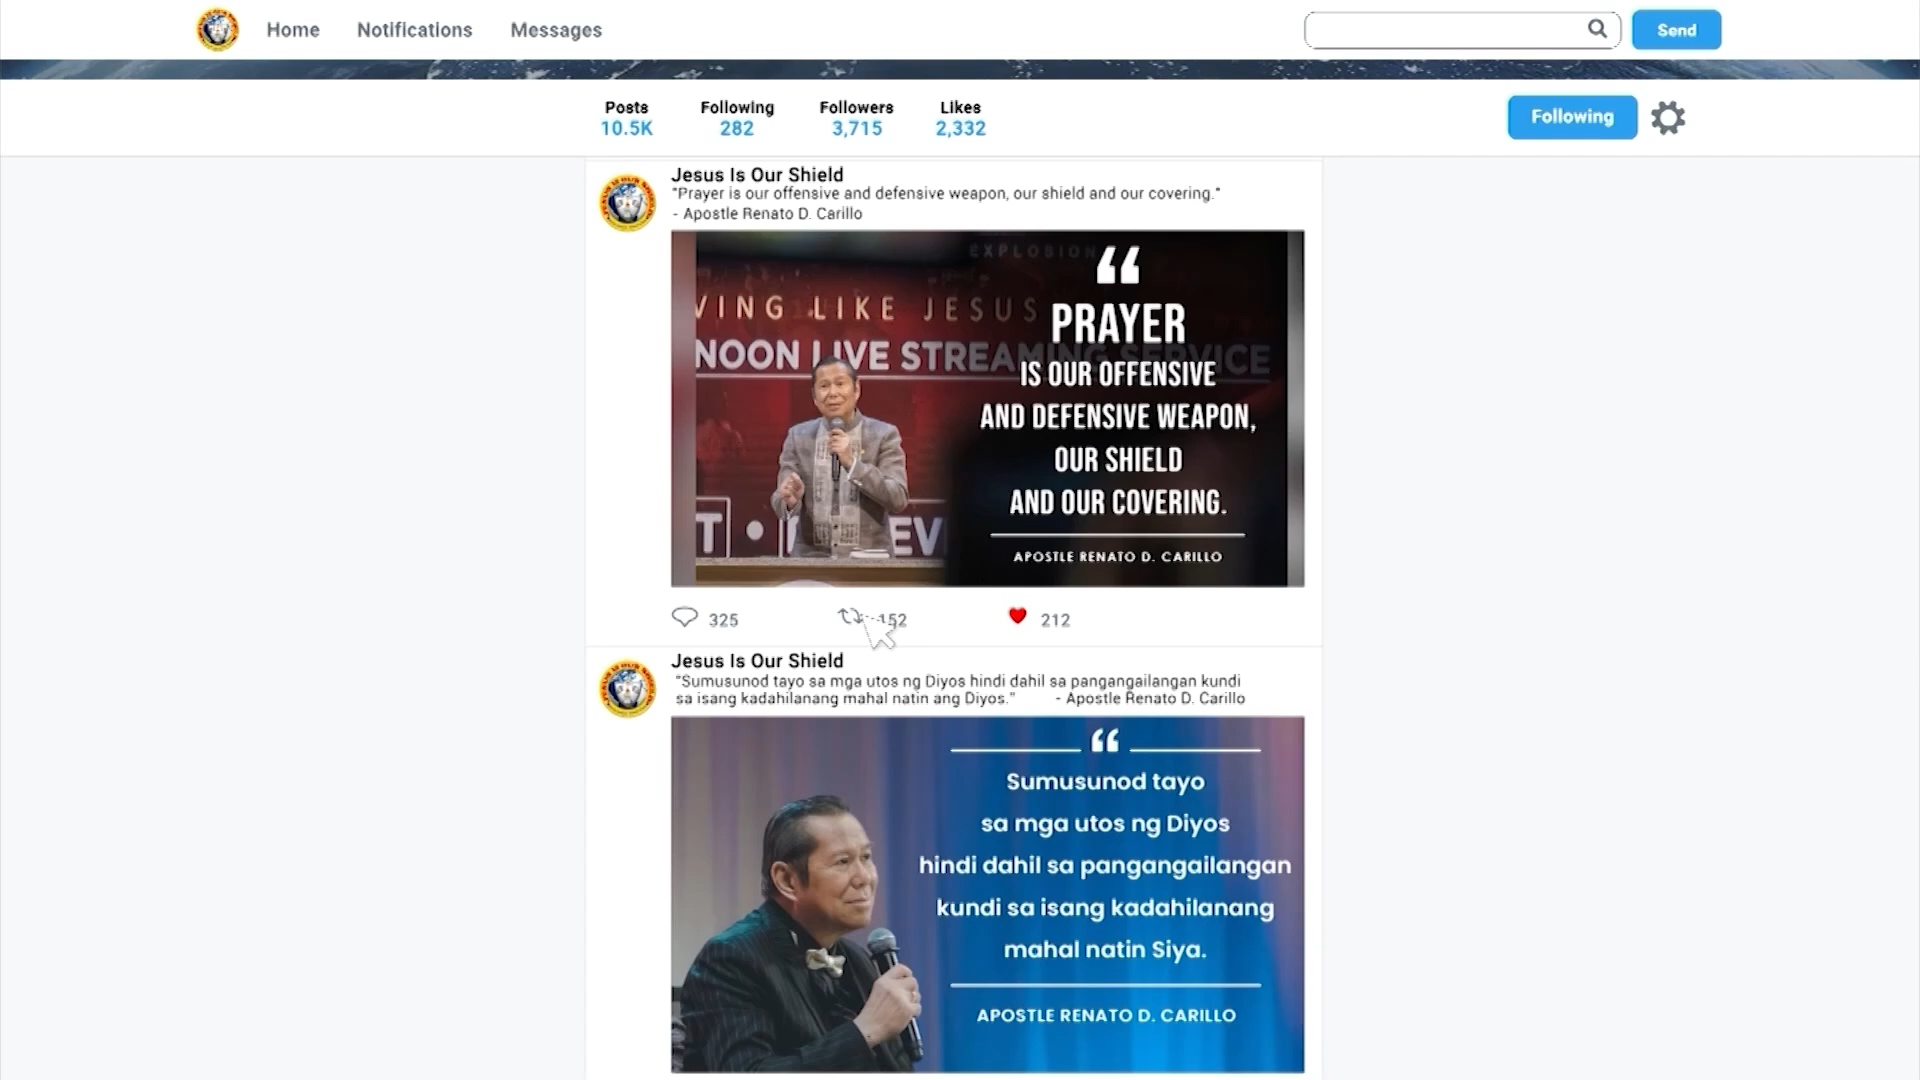 Home
Notifications
Messages
Send
Posts
Following
Followers
Likes
10.5K
282
3,715
2,332
Following
Jesus Is Our Shield
"Prayer is our offensive and defensive weapon, our shield and our covering."
- Apostle Renato D. Carillo
EXPLOSION
VING LIKE JESUS
NOON LIVE STREAMING SERVICE
“
PRAYER
IS OUR OFFENSIVE
AND DEFENSIVE WEAPON,
OUR SHIELD
AND OUR COVERING.
APOSTLE RENATO D. CARILLO
325
152
212
Jesus Is Our Shield
"Sumusunod tayo sa mga utos ng Diyos hindi dahil sa pangangailangan kundi
sa isang kadahilanang mahal natin ang Diyos." - Apostle Renato D. Carillo
“
Sumusunod tayo
sa mga utos ng Diyos
hindi dahil sa pangangailangan
kundi sa isang kadahilanang
mahal natin Siya.
APOSTLE RENATO D. CARILLO